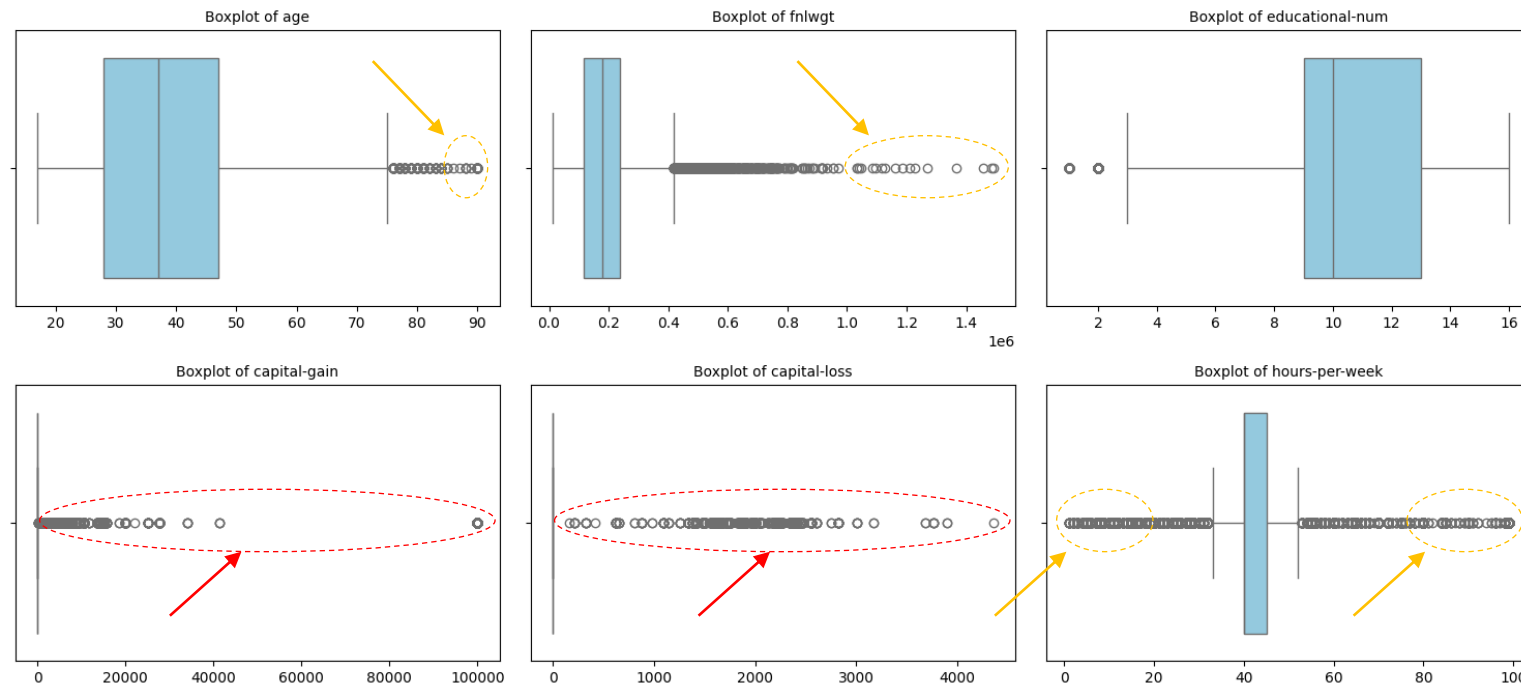 Boxplot of age
20 30 40 50 60 70 80 90
Boxplot of fnlwgt
0.0 0.2 0.4 0.6 0.8 1.0 1.2 1.4
1e6
Boxplot of educational-num
2 4 6 8 10 12 14 16
Boxplot of capital-gain
0 20000 40000 60000 80000 100000
Boxplot of capital-loss
0 1000 2000 3000 4000
Boxplot of hours-per-week
0 20 40 60 80 100